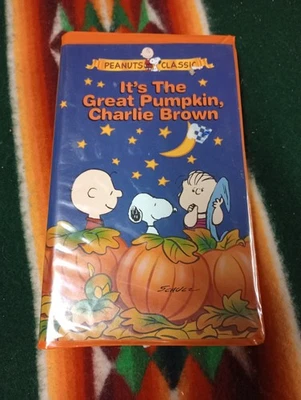 PEANUTS CLASSIC
It's The
Great Pumpkin,
Charlie Brown
SCHULZ